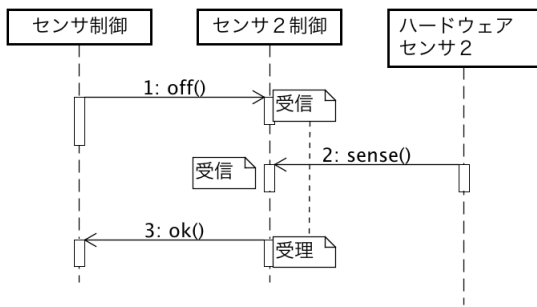 センサ制御
センサ２制御
ハードウェア
センサ２
1: off()
受信
2: sense()
受信
3: ok()
受理